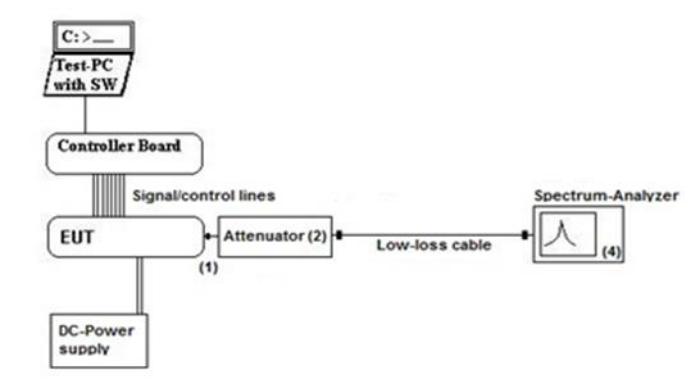 C:>__
Test-PC
with SW
Controller Board
Signal/control lines
Spectrum-Analyzer
EUT
Attenuator (2)
Low-loss cable
(4)
(1)
DC-Power
supply